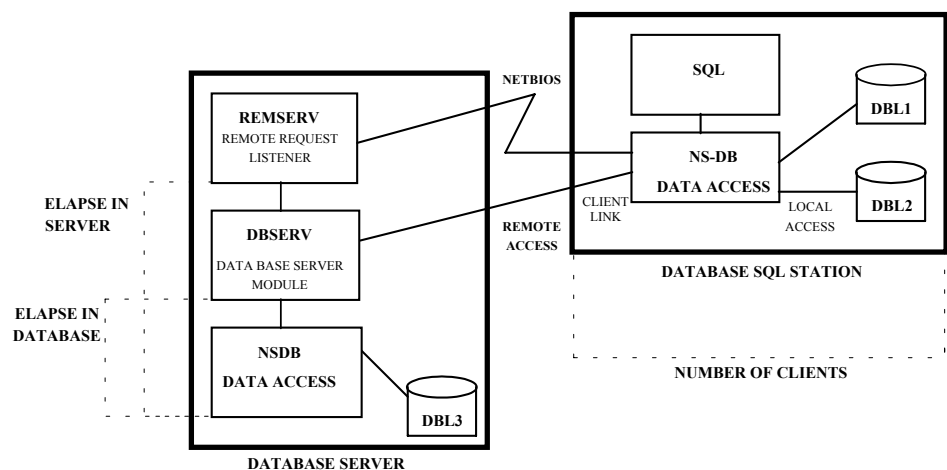 NETBIOS
SQL
DBL1
REMSERV
REMOTE REQUEST
LISTENER
NS-DB
DATA ACCESS
DBL2
CLIENT
LINK
LOCAL
ACCESS
ELAPSE IN
SERVER
DBSERV
DATA BASE SERVER
MODULE
REMOTE
ACCESS
DATABASE SQL STATION
ELAPSE IN
DATABASE
NSDB
DATA ACCESS
DBL3
NUMBER OF CLIENTS
DATABASE SERVER